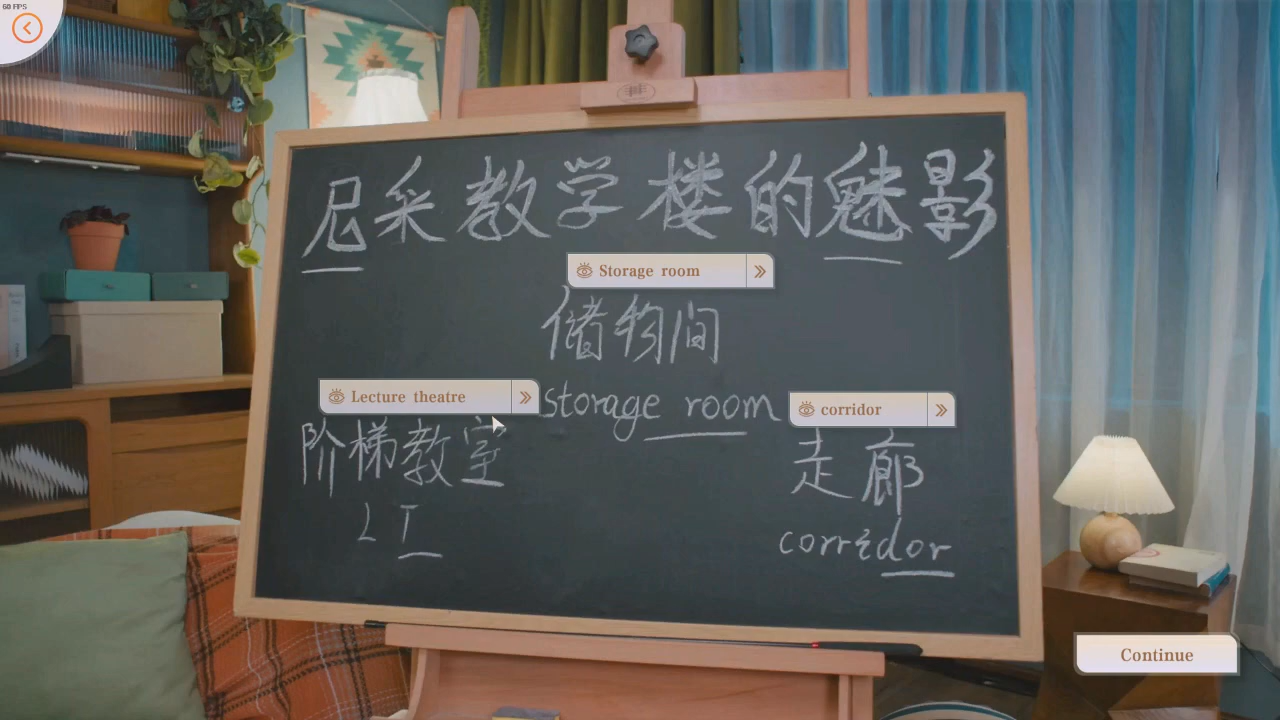 60 FPS
尼采教学楼的魅影
Storage room
储物间
storage room
Lecture theatre
阶梯教室
LT
corridor
走廊
corridor
Continue